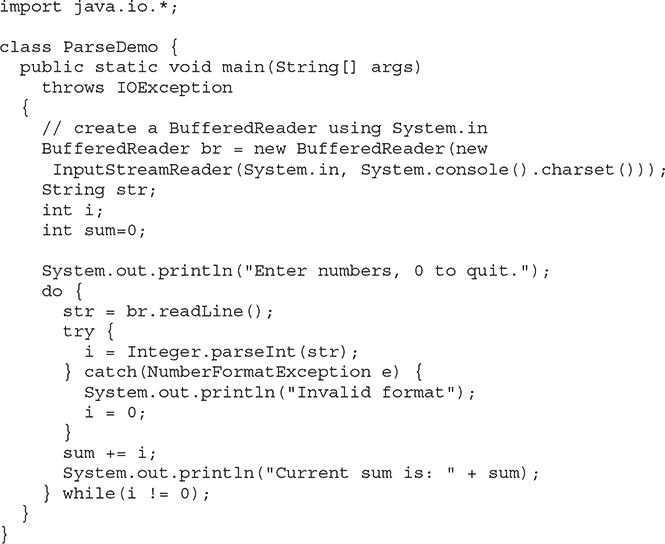 import java.io.*;

class ParseDemo {
  public static void main(String[] args)
    throws IOException
  {
    // create a BufferedReader using System.in
    BufferedReader br = new BufferedReader(new
     InputStreamReader(System.in, System.console().charset()));
    String str;
    int i;
    int sum=0;

    System.out.println("Enter numbers, 0 to quit.");
    do {
      str = br.readLine();
      try {
        i = Integer.parseInt(str);
      } catch(NumberFormatException e) {
        System.out.println("Invalid format");
        i = 0;
      }
      sum += i;
      System.out.println("Current sum is: " + sum);
    } while(i != 0);
  }
}